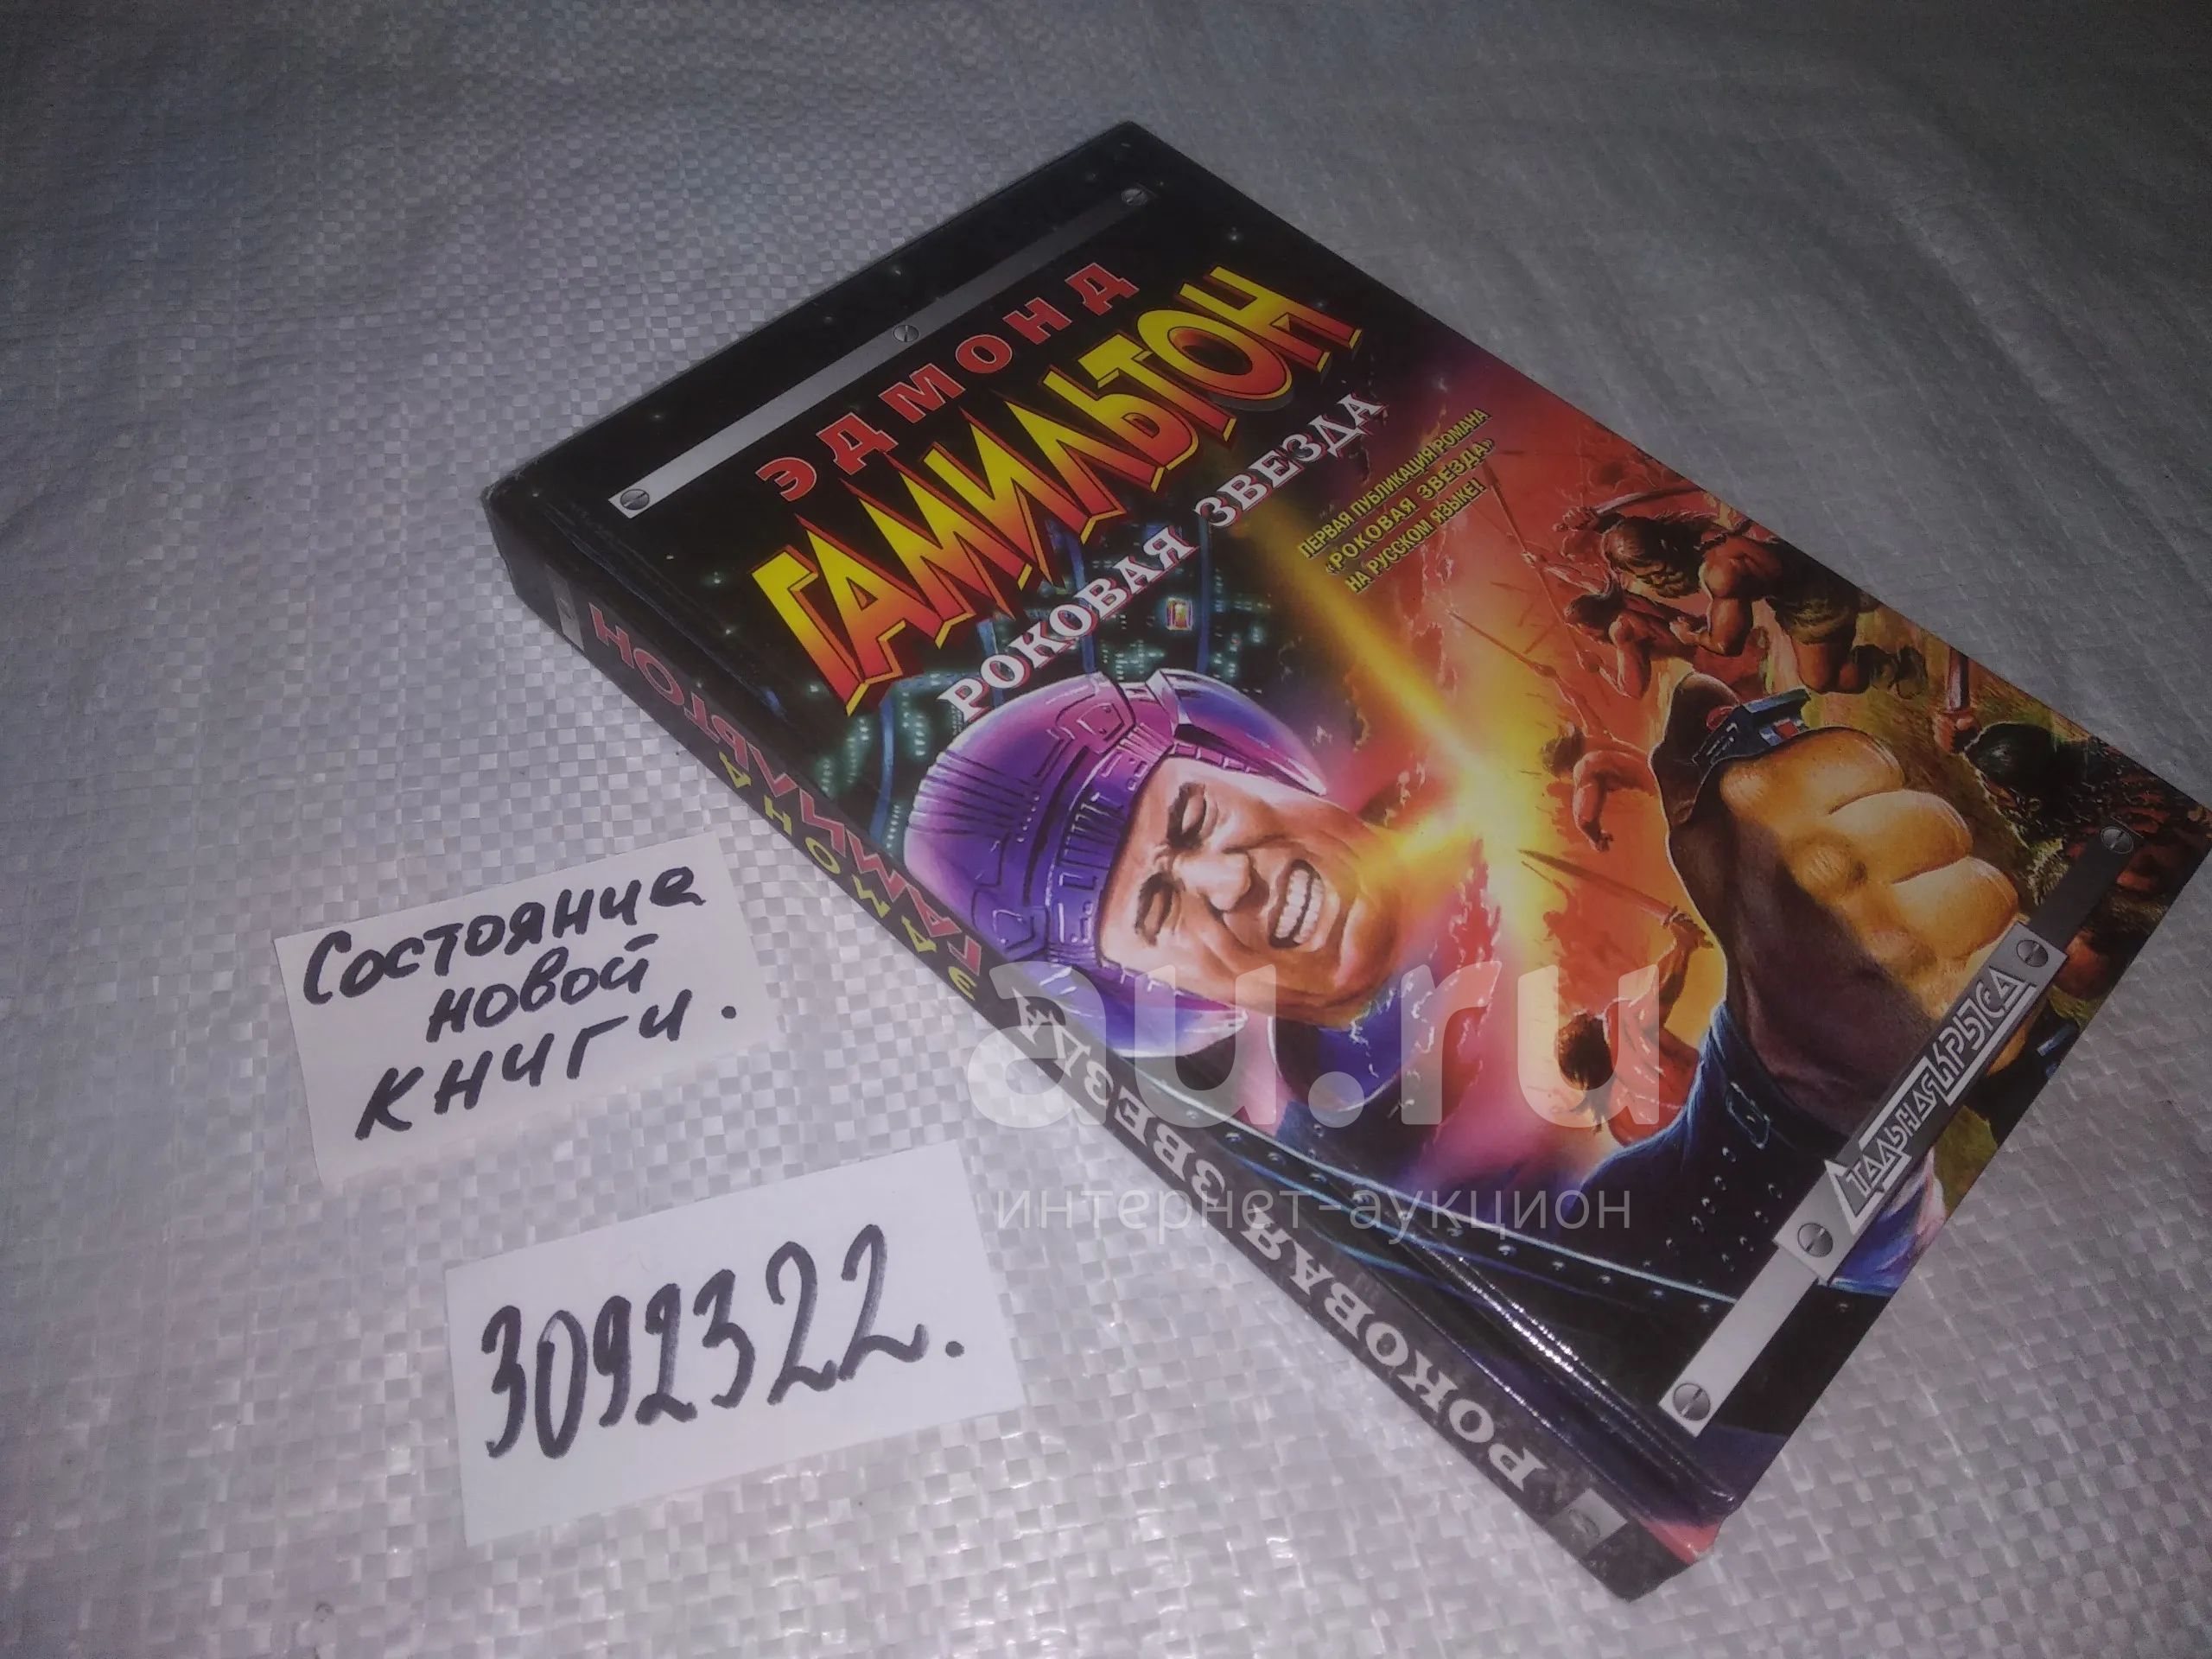 ЭДМОНД
ГАМИЛЬТОН
РОКОВАЯ ЗВЕЗДА
ПЕРВАЯ ПУБЛИКАЦИЯ РОМАНА
«РОКОВАЯ ЗВЕЗДА»
НА РУССКОМ ЯЗЫКЕ!
СТАЛЬНАЯ КРЫСА
ЭДМОНД
ГАМИЛЬТОН
РОКОВАЯ ЗВЕЗДА
Состояние
новой
книги.
3092322.
au.ru
интернет-аукцион